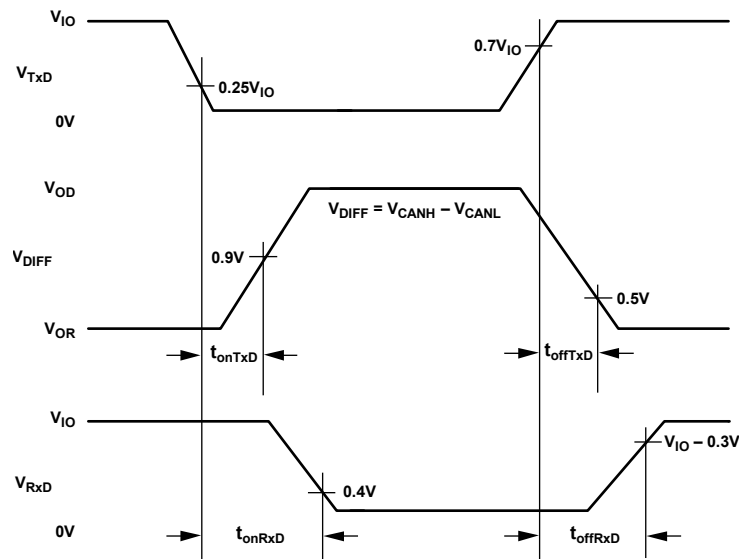 V_IO
0.7V_IO
V_TxD
0.25V_IO
0V
V_OD
V_DIFF = V_CANH – V_CANL
V_DIFF
0.9V
0.5V
V_OR
t_onTxD
t_offTxD
V_IO
V_IO – 0.3V
V_RxD
0.4V
0V
t_onRxD
t_offRxD